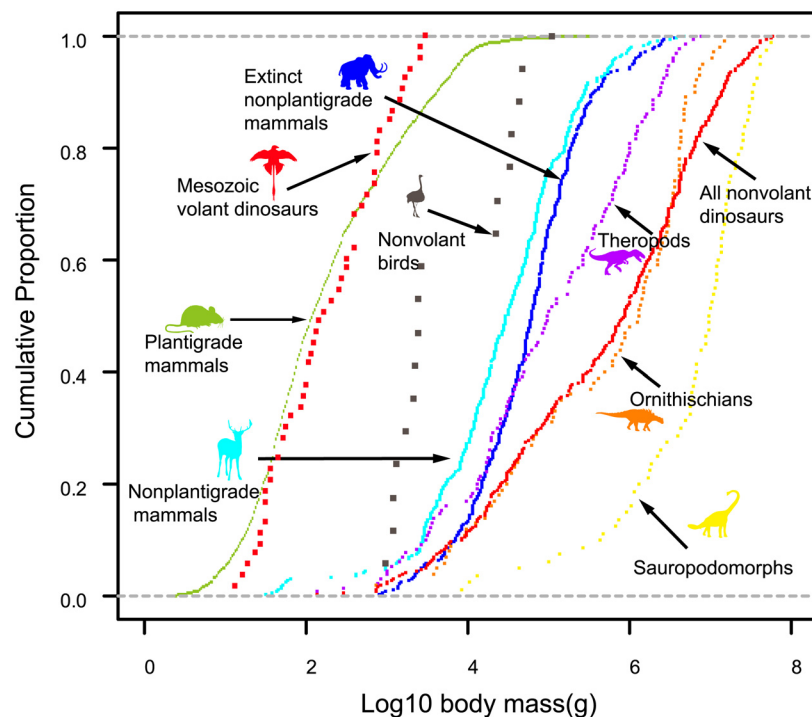 1.0
0.8
0.6
0.4
0.2
0.0
Cumulative Proportion
Extinct
nonplantigrade
mammals
Mesozoic
volant dinosaurs
Nonvolant
birds
All nonvolant
dinosaurs
Theropods
Plantigrade
mammals
Ornithischians
Nonplantigrade
mammals
Sauropodomorphs
0 2 4 6 8
Log10 body mass(g)